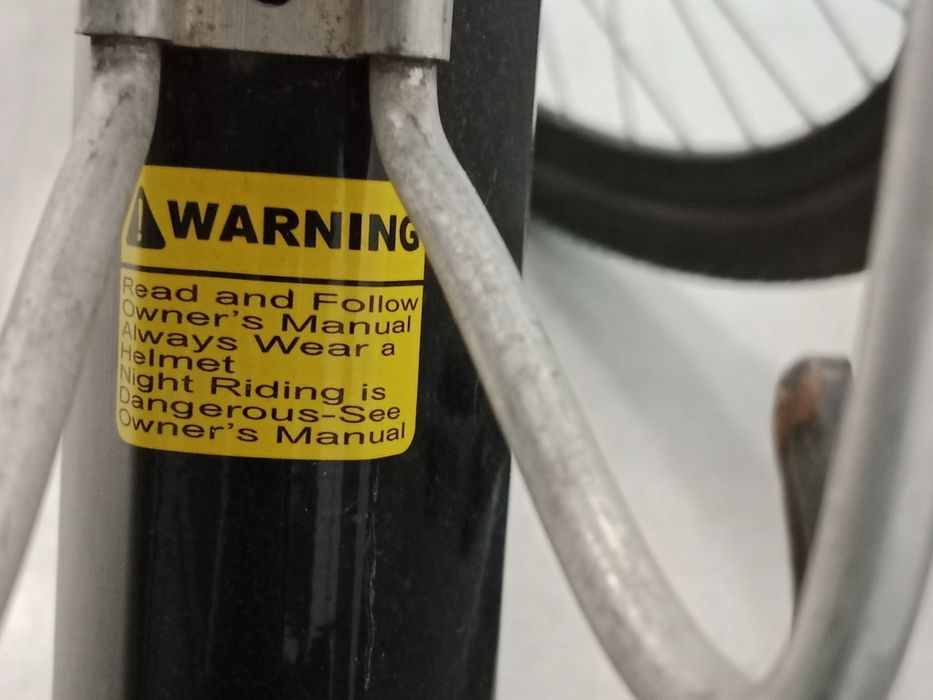 WARNING
Read and Follow
Owner's Manual
Always Wear a
Helmet
Night Riding is
Dangerous-See
Owner's Manual